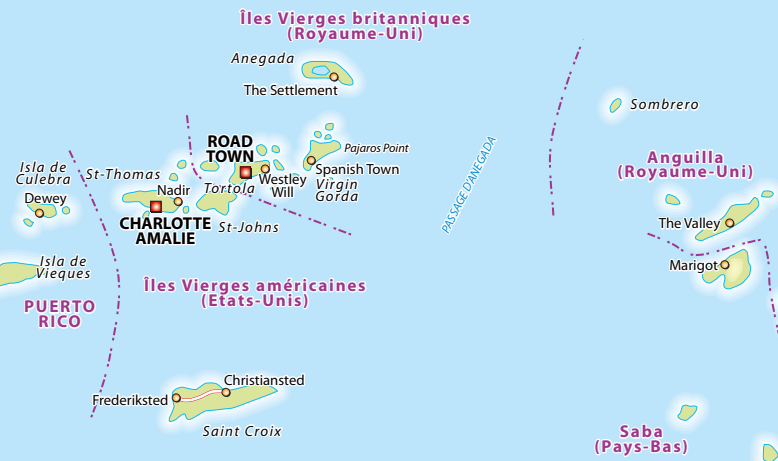 Îles Vierges britanniques
(Royaume-Uni)
Anegada
The Settlement
Sombrero
ROAD
TOWN
Pajaros Point
Anguilla
(Royaume-Uni)
PASSAGE D'ANEGADA
Isla de
Culebra
St-Thomas
Spanish Town
Westley
Will
Virgin
Gorda
Dewey
Nadir
Tortola
CHARLOTTE
AMALIE
St-Johns
The Valley
Isla de
Vieques
Marigot
Îles Vierges américaines
(Etats-Unis)
PUERTO
RICO
Christiansted
Frederiksted
Saint Croix
Saba
(Pays-Bas)